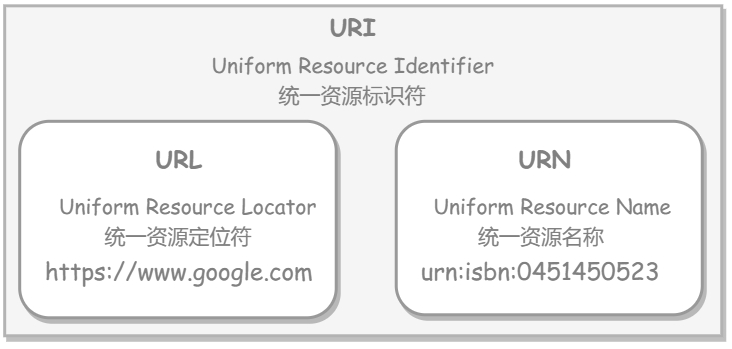 URI
Uniform Resource Identifier
统一资源标识符
URL
Uniform Resource Locator
统一资源定位符
https://www.google.com
URN
Uniform Resource Name
统一资源名称
urn:isbn:0451450523